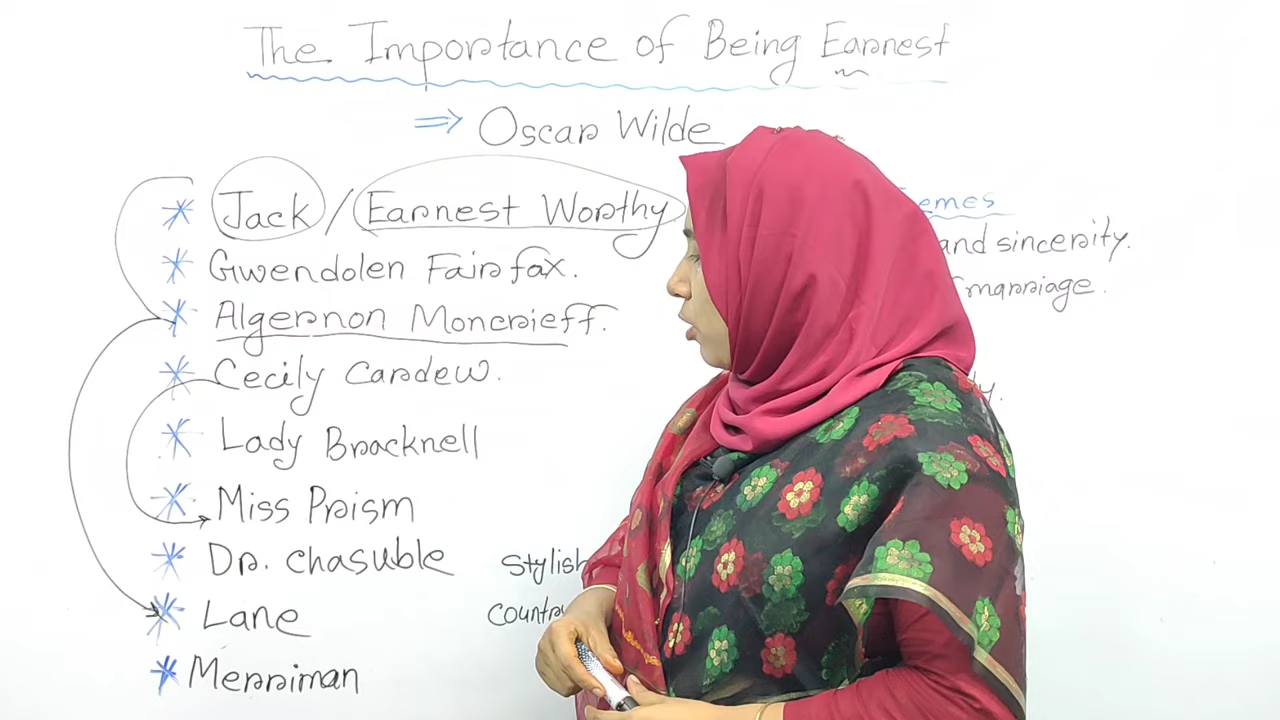 The Importance of Being Earnest
⇒ Oscar Wilde
* Jack / Earnest Worthy
* Gwendolen Fairfax.
* Algernon Moncrieff.
* Cecily Cardew.
* Lady Bracknell
* Miss Prism
* Dr. Chasuble
* Lane
* Merriman
Stylish
and sincerity.
marriage.